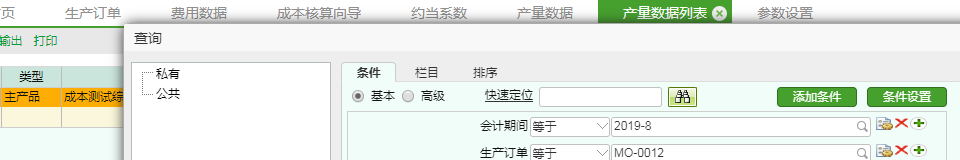 页 生产订单 费用数据 成本核算向导 约当系数 产量数据 产量数据列表 参数设置
输出 打印
查询
类型
主产品 成本测试综
私有
公共
条件 栏目 排序
基本 高级 快速定位 添加条件 条件设置
会计期间 等于 2019-8
生产订单 等于 MO-0012